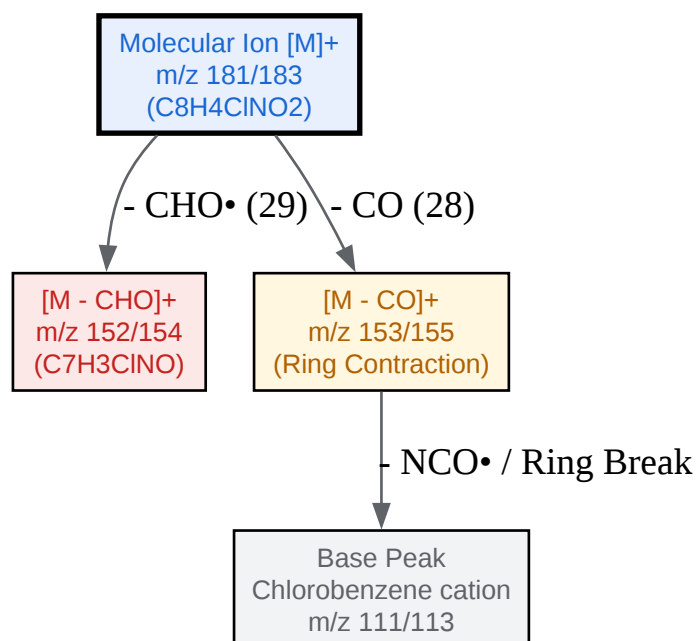 Molecular Ion [M]+
m/z 181/183
(C8H4ClNO2)
- CHO• (29)
- CO (28)
[M - CHO]+
m/z 152/154
(C7H3ClNO)
[M - CO]+
m/z 153/155
(Ring Contraction)
- NCO• / Ring Break
Base Peak
Chlorobenzene cation
m/z 111/113